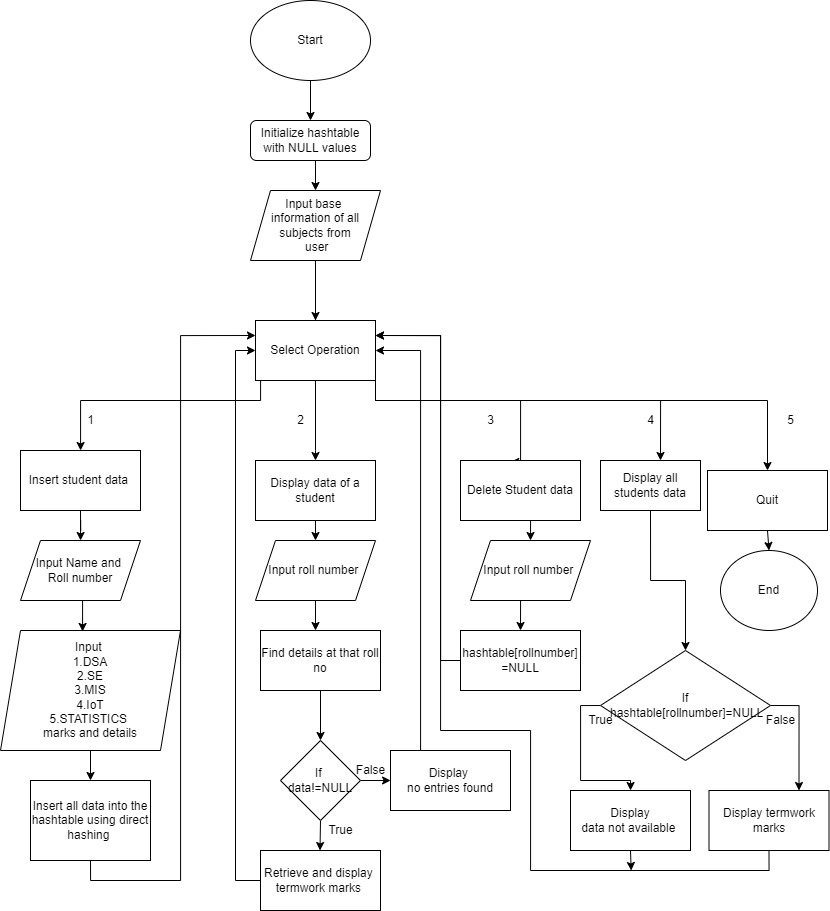 Start
Initialize hashtable
with NULL values
Input base
information of all
subjects from
user
Select Operation
1
2
3
4
5
Insert student data
Display data of a
student
Delete Student data
Display all
students data
Quit
Input Name and
Roll number
Input roll number
Input roll number
End
Input
1.DSA
2.SE
3.MIS
4.IoT
5.STATISTICS
marks and details
Find details at that roll
no
hashtable[rollnumber]
=NULL
If
hashtable[rollnumber]=NULL
True
False
Insert all data into the
hashtable using direct
hashing
If
data!=NULL
False
True
Display
no entries found
Display
data not available
Display termwork
marks
Retrieve and display
termwork marks